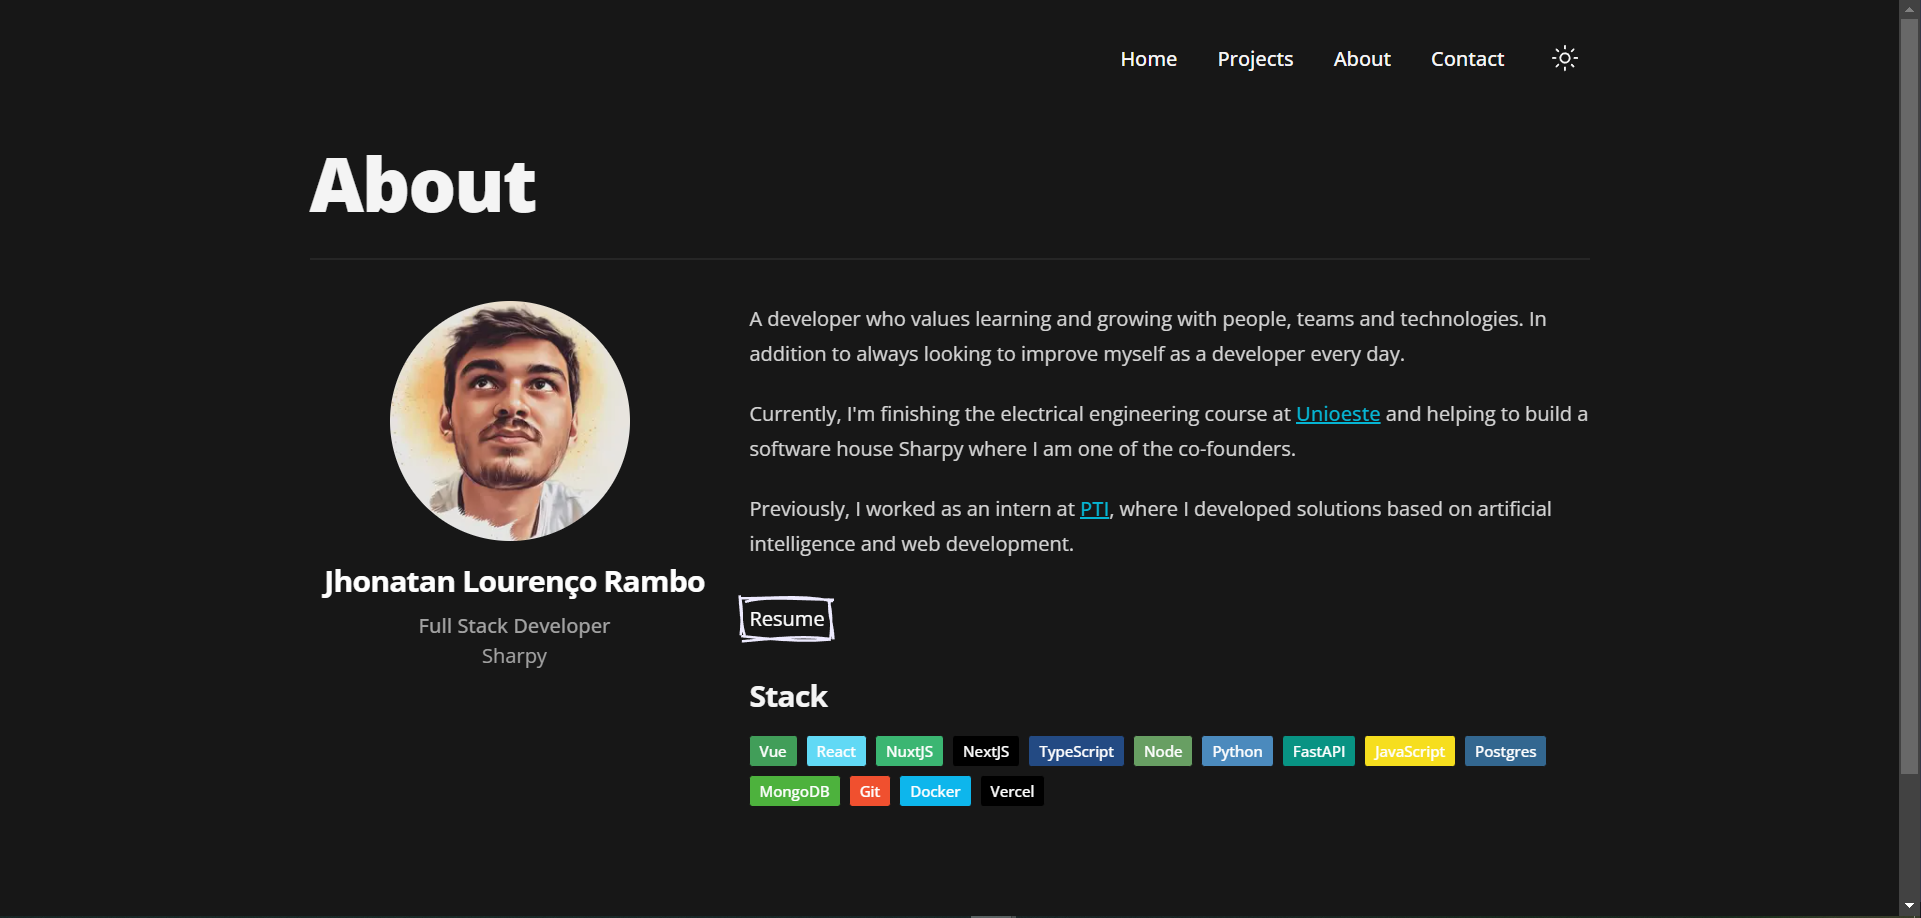 Home Projects About Contact
About
A developer who values learning and growing with people, teams and technologies. In
addition to always looking to improve myself as a developer every day.
Currently, I'm finishing the electrical engineering course at Unioeste and helping to build a
software house Sharpy where I am one of the co-founders.
Previously, I worked as an intern at PTI, where I developed solutions based on artificial
intelligence and web development.
Jhonatan Lourenço Rambo
Full Stack Developer
Sharpy
Resume
Stack
Vue React NuxtJS NextJS TypeScript Node Python FastAPI JavaScript Postgres
MongoDB Git Docker Vercel